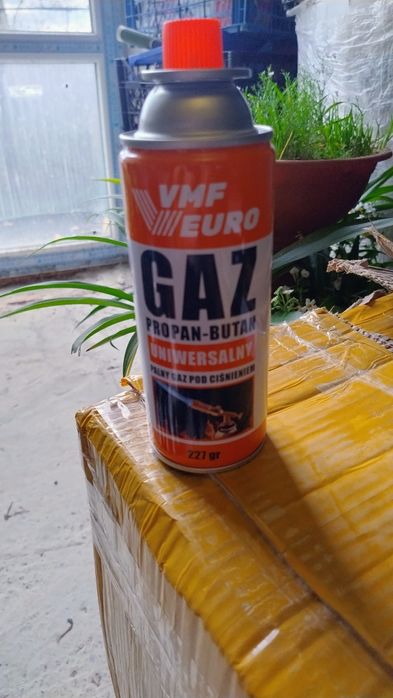 VMF
EURO
GAZ
PROPAN-BUTAN
UNIWERSALNY
PALNY GAZ POD CIŚNIENIEM
227 gr